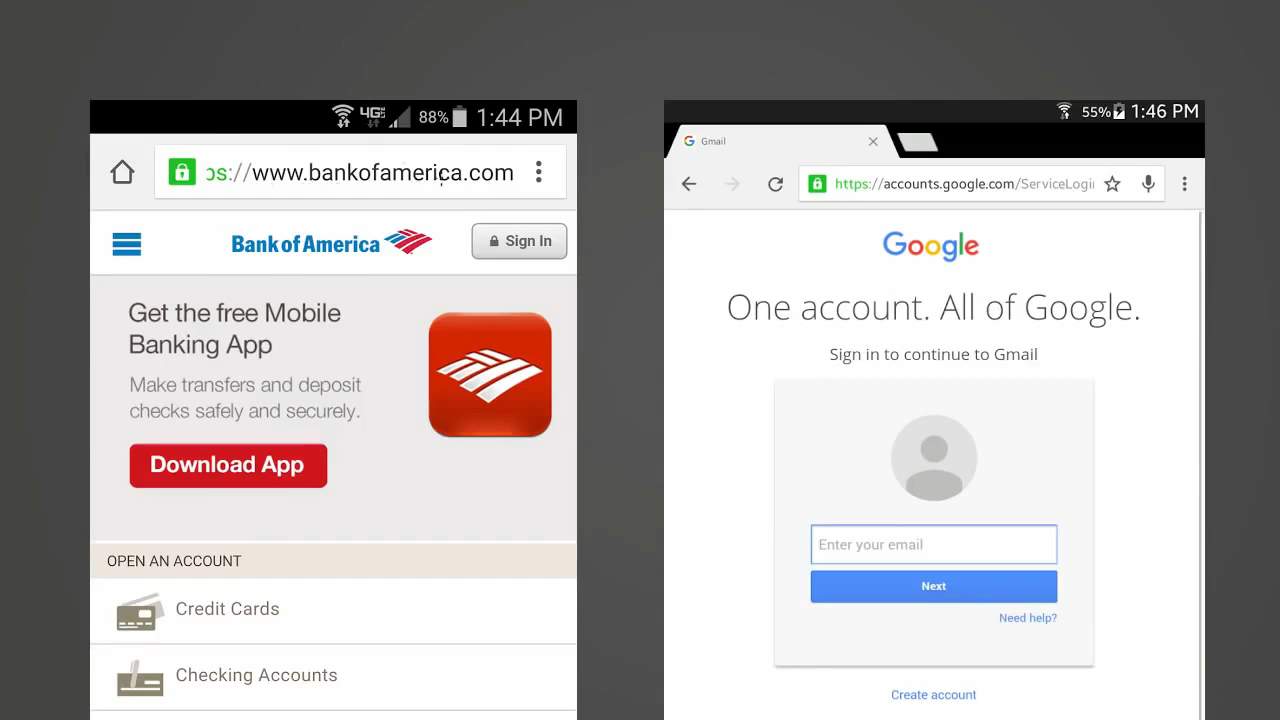 4G LTE 88% 1:44 PM
ps://www.bankofamerica.com
Bank of America
Sign In
Get the free Mobile
Banking App
Make transfers and deposit
checks safely and securely.
Download App
OPEN AN ACCOUNT
Credit Cards
Checking Accounts
55% 1:46 PM
Gmail
https://accounts.google.com/ServiceLogin
Google
One account. All of Google.
Sign in to continue to Gmail
Enter your email
Next
Need help?
Create account